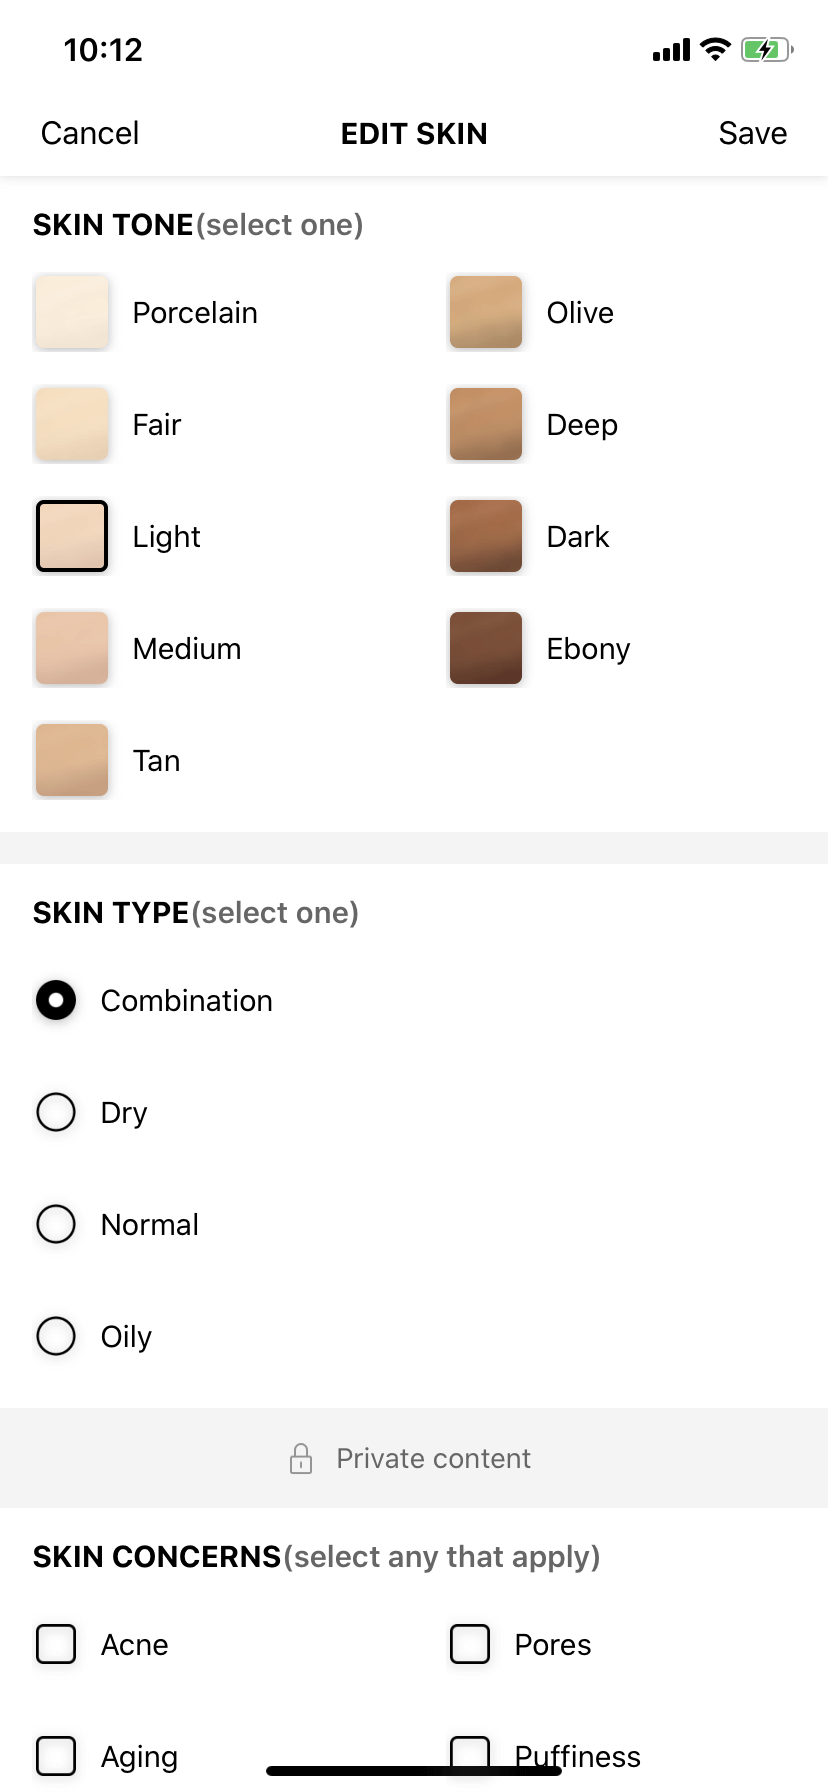 10:12
Cancel EDIT SKIN Save
SKIN TONE(select one)
Porcelain Olive
Fair Deep
Light Dark
Medium Ebony
Tan
SKIN TYPE(select one)
Combination
Dry
Normal
Oily
Private content
SKIN CONCERNS(select any that apply)
Acne Pores
Aging Puffiness